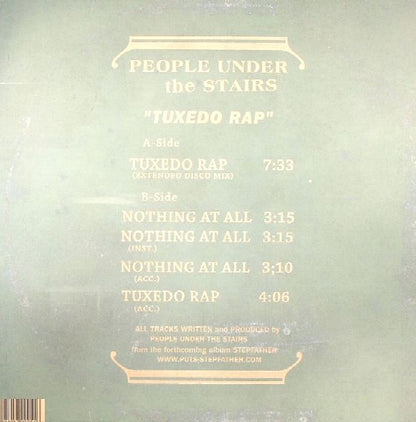 PEOPLE UNDER
the STAIRS
"TUXEDO RAP"
A-Side
TUXEDO RAP 7:33
(EXTENDED DISCO MIX)
B-Side
NOTHING AT ALL 3:15
NOTHING AT ALL 3:15
(INST.)
NOTHING AT ALL 3;10
(ACC.)
TUXEDO RAP 4:06
(ACC.)
ALL TRACKS WRITTEN and PRODUCED by
PEOPLE UNDER THE STAIRS
from the forthcoming album STEPFATHER
WWW.PUTS-STEPFATHER.COM